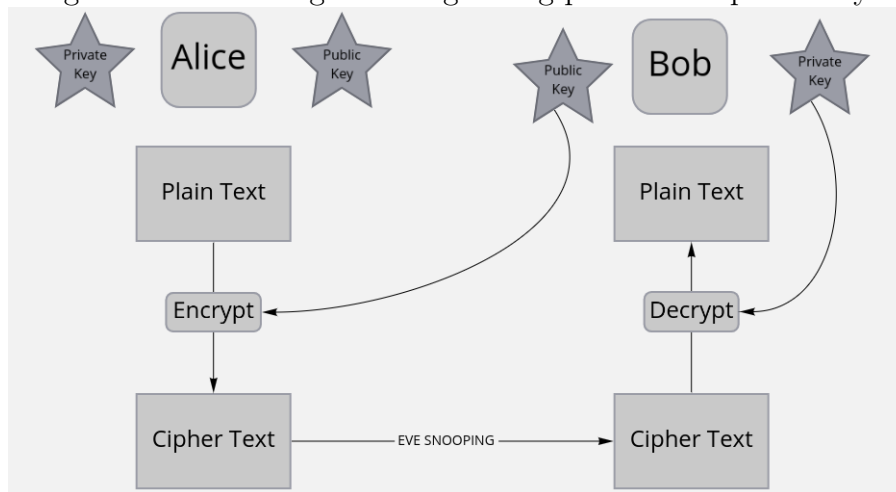 Private
Key
Alice
Public
Key
Public
Key
Bob
Private
Key
Plain Text
Plain Text
Encrypt
Decrypt
Cipher Text
EVE SNOOPING
Cipher Text